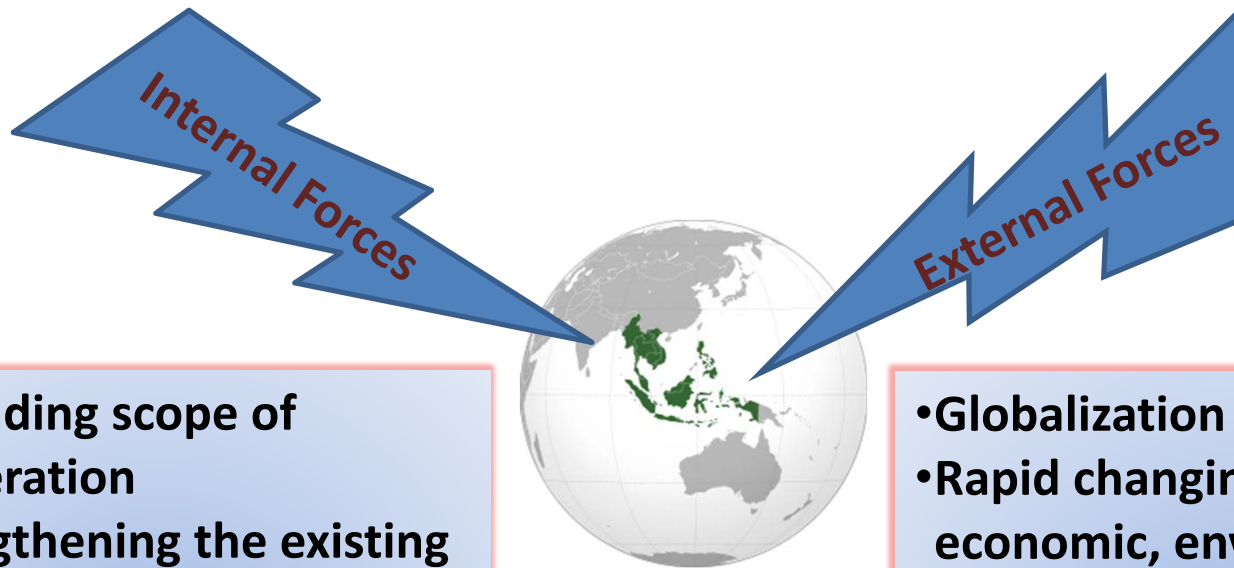 Internal Forces
External Forces
ding scope of
eration
gthening the existing
•Globalization
•Rapid changin
economic, env